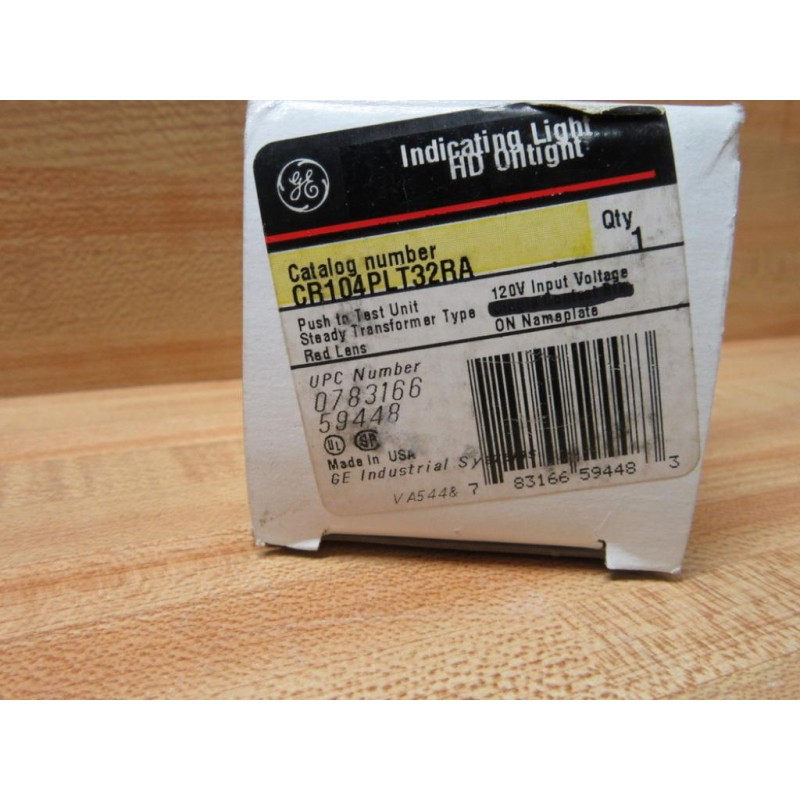 GE
Indicating Light
HD Oiltight
Qty
1
Catalog number
CR104PLT32RA
Push to Test Unit
Steady Transformer Type
Red Lens
120V Input Voltage
ON Nameplate
UPC Number
0783166
59448
UL
Made in USA
GE Industrial Systems
VA5448
7 83166 59448 3